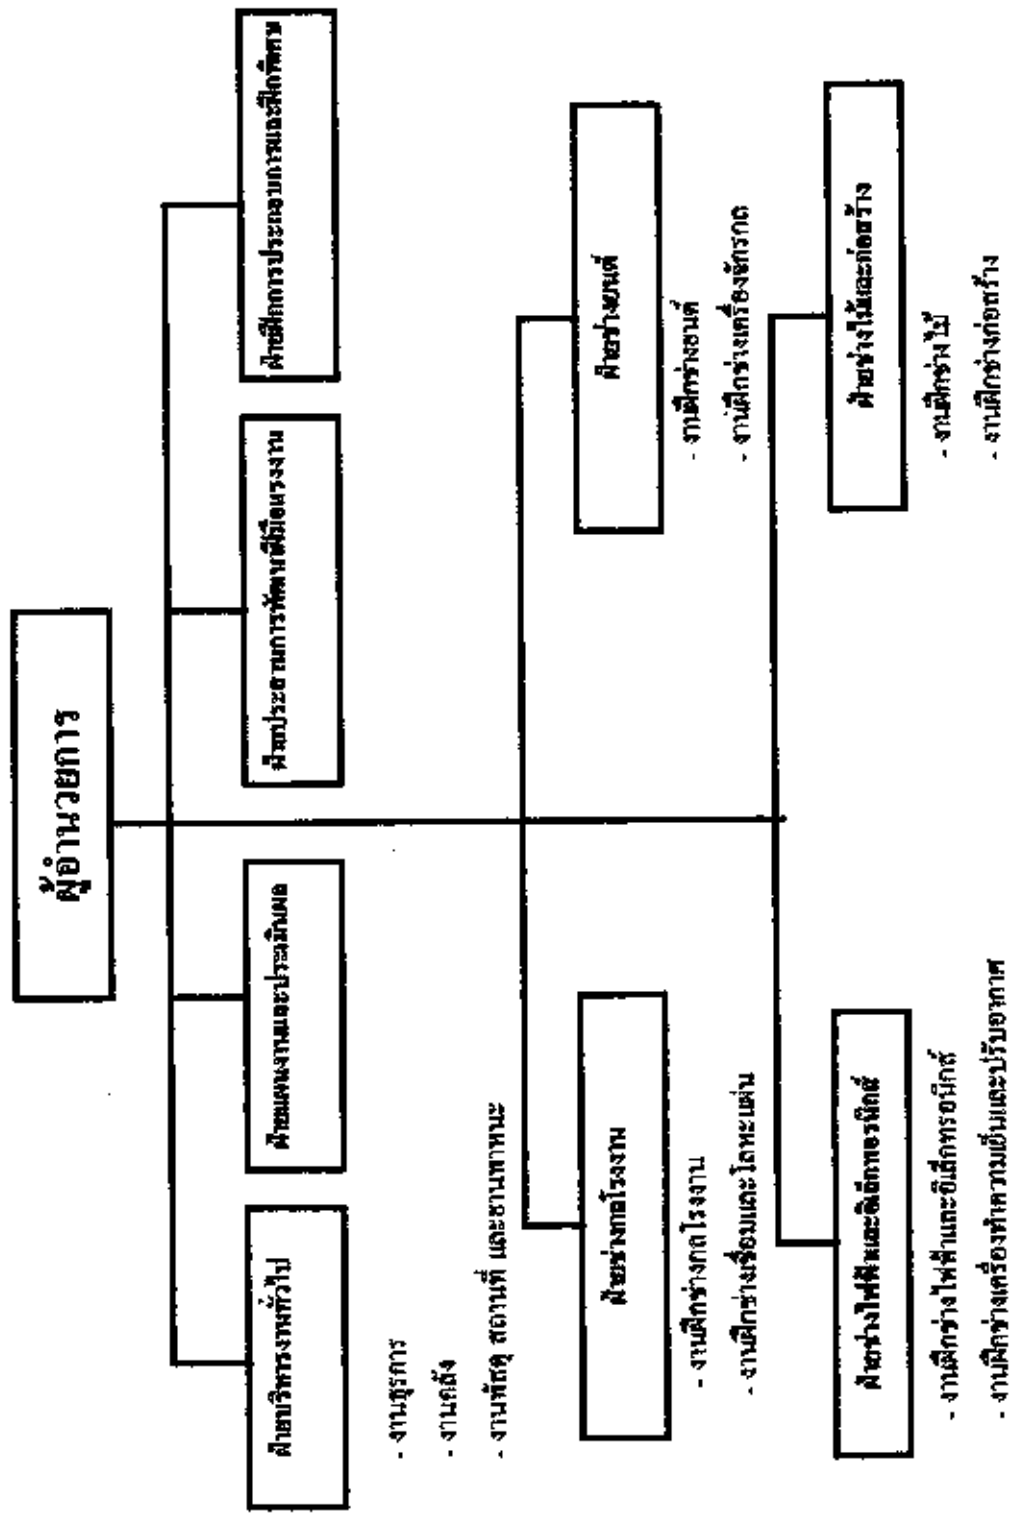 ผู้อำนวยการ
ฝ่ายบริหารงานทั่วไป
- งานธุรการ
- งานคลัง
- งานพัสดุ สถานที่ และยานพาหนะ
ฝ่ายแผนงานและประเมินผล
ฝ่ายประสานการพัฒนาฝีมือแรงงาน
ฝ่ายฝึกการประกอบการและฝึกพิเศษ
ฝ่ายช่างกลโรงงาน
- งานฝึกช่างกลโรงงาน
- งานฝึกช่างเชื่อมและโลหะแผ่น
ฝ่ายช่างยนต์
- งานฝึกช่างยนต์
- งานฝึกช่างเครื่องจักรกล
ฝ่ายช่างไฟฟ้าและอิเล็กทรอนิกส์
- งานฝึกช่างไฟฟ้าและอิเล็กทรอนิกส์
- งานฝึกช่างเครื่องทำความเย็นและปรับอากาศ
ฝ่ายช่างไม้และก่อสร้าง
- งานฝึกช่างไม้
- งานฝึกช่างก่อสร้าง